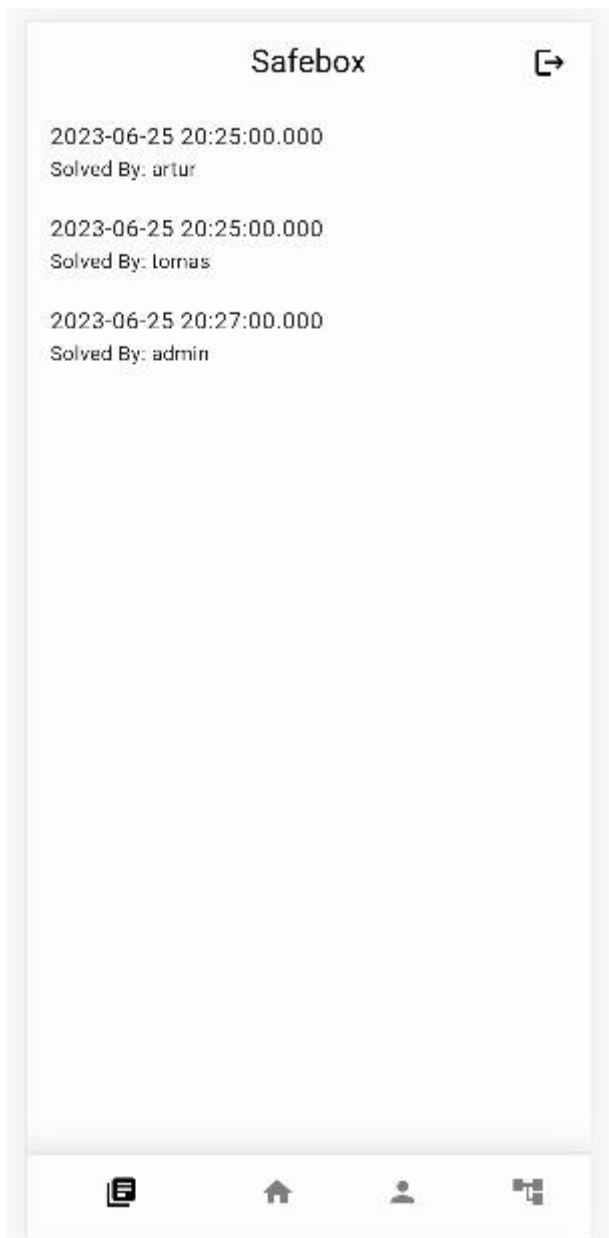 Safebox
2023-06-25 20:25:00.000
Solved By: artur
2023-06-25 20:25:00.000
Solved By: tomas
2023-06-25 20:27:00.000
Solved By: admin